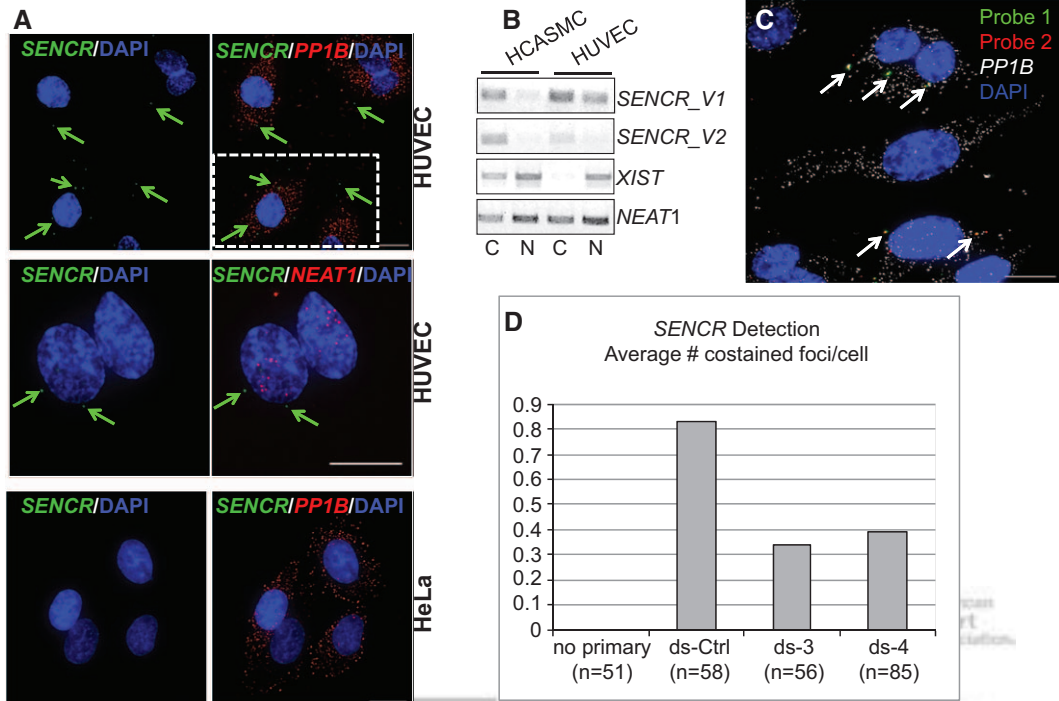 A
SENCR/DAPI
SENCR/PP1B/DAPI
HUVEC
SENCR/DAPI
SENCR/NEAT1/DAPI
HUVEC
SENCR/DAPI
SENCR/PP1B/DAPI
HeLa
B
HCASMC
HUVEC
SENCR_V1
SENCR_V2
XIST
NEAT1
C N C N
C
Probe 1
Probe 2
PP1B
DAPI
D
SENCR Detection
Average # costained foci/cell
0.9
0.8
0.7
0.6
0.5
0.4
0.3
0.2
0.1
0
no primary ds-Ctrl ds-3 ds-4
(n=51) (n=58) (n=56) (n=85)